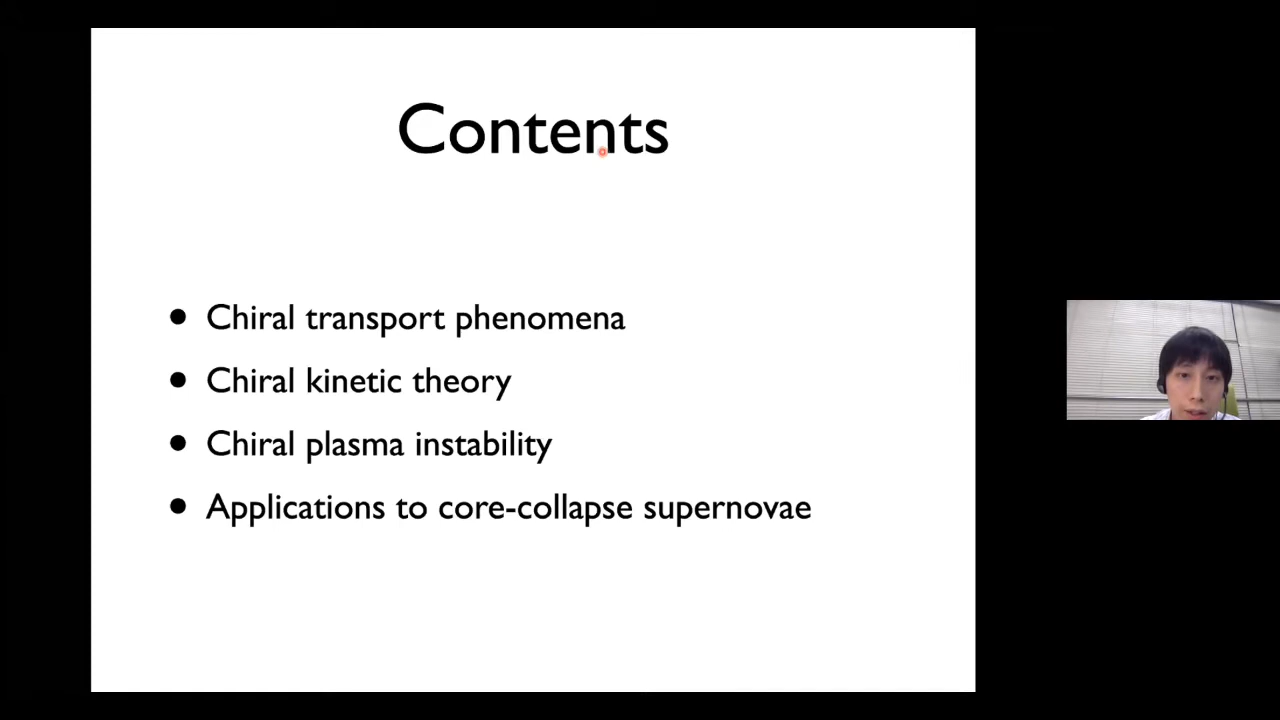 Contents
• Chiral transport phenomena
• Chiral kinetic theory
• Chiral plasma instability
• Applications to core-collapse supernovae